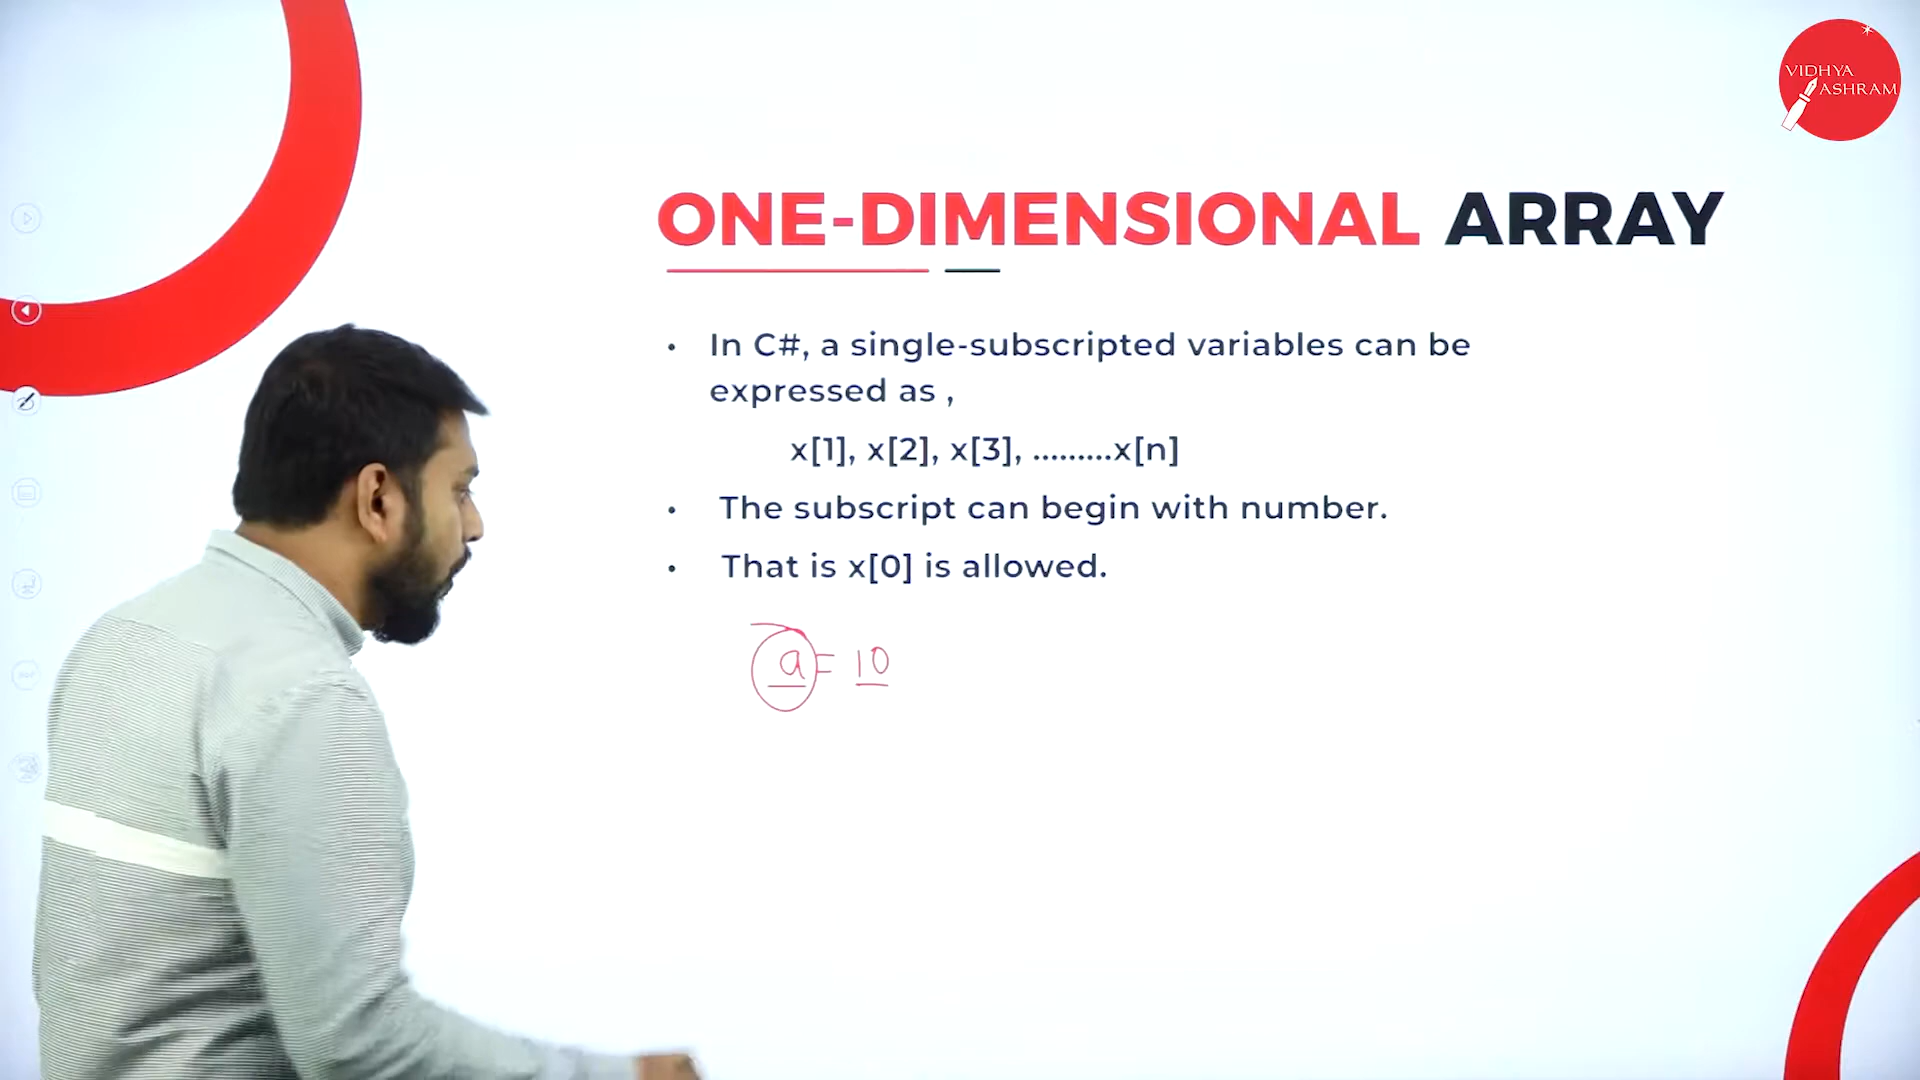 VIDHYA
ASHRAM
ONE-DIMENSIONAL ARRAY
• In C#, a single-subscripted variables can be
expressed as ,
x[1], x[2], x[3], .........x[n]
• The subscript can begin with number.
• That is x[0] is allowed.
a = 10